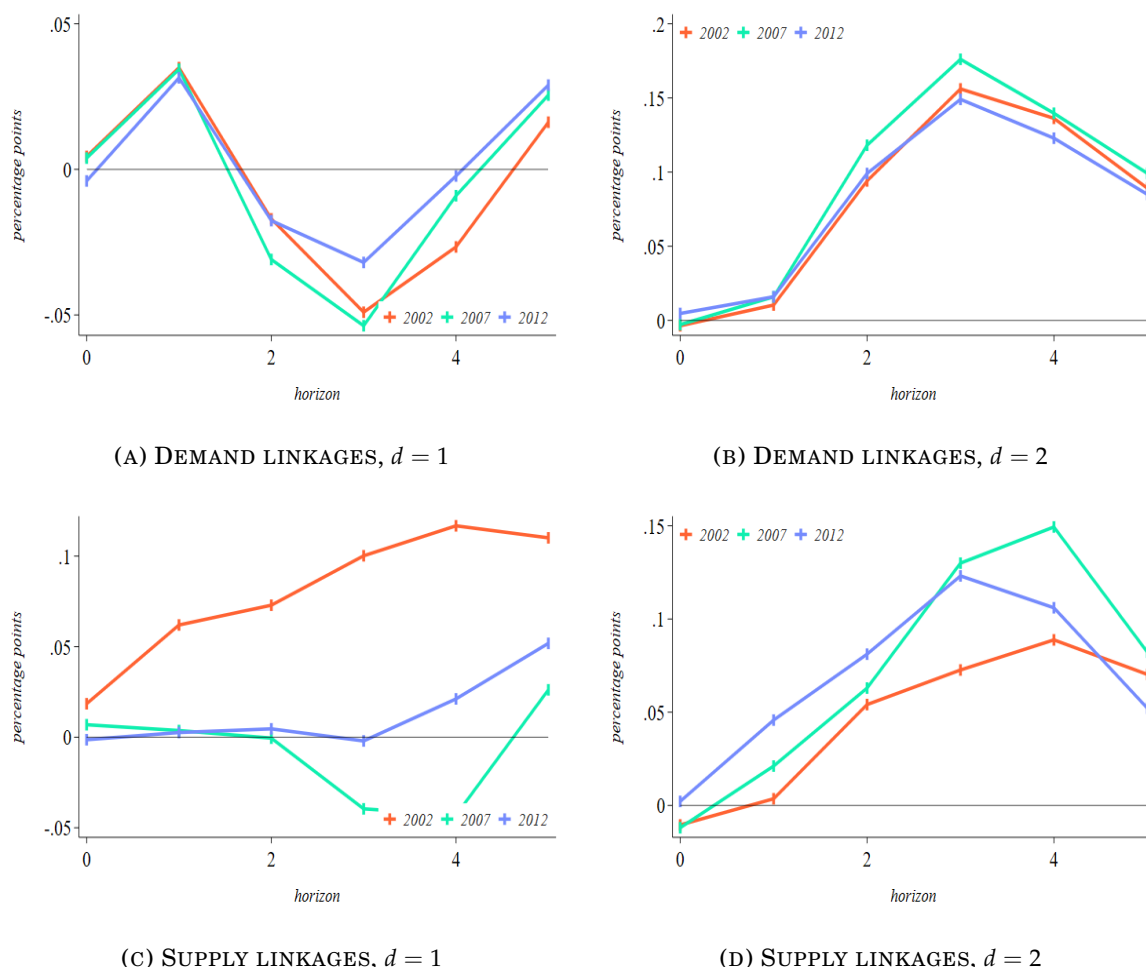 .05
0
-.05
percentage points
0 2 4
horizon
2002 2007 2012
(A) DEMAND LINKAGES, d = 1
.2
.15
.1
.05
0
percentage points
0 2 4
horizon
2002 2007 2012
(B) DEMAND LINKAGES, d = 2
.1
.05
0
-.05
percentage points
0 2 4
horizon
2002 2007 2012
(C) SUPPLY LINKAGES, d = 1
.15
.1
.05
0
percentage points
0 2 4
horizon
2002 2007 2012
(D) SUPPLY LINKAGES, d = 2